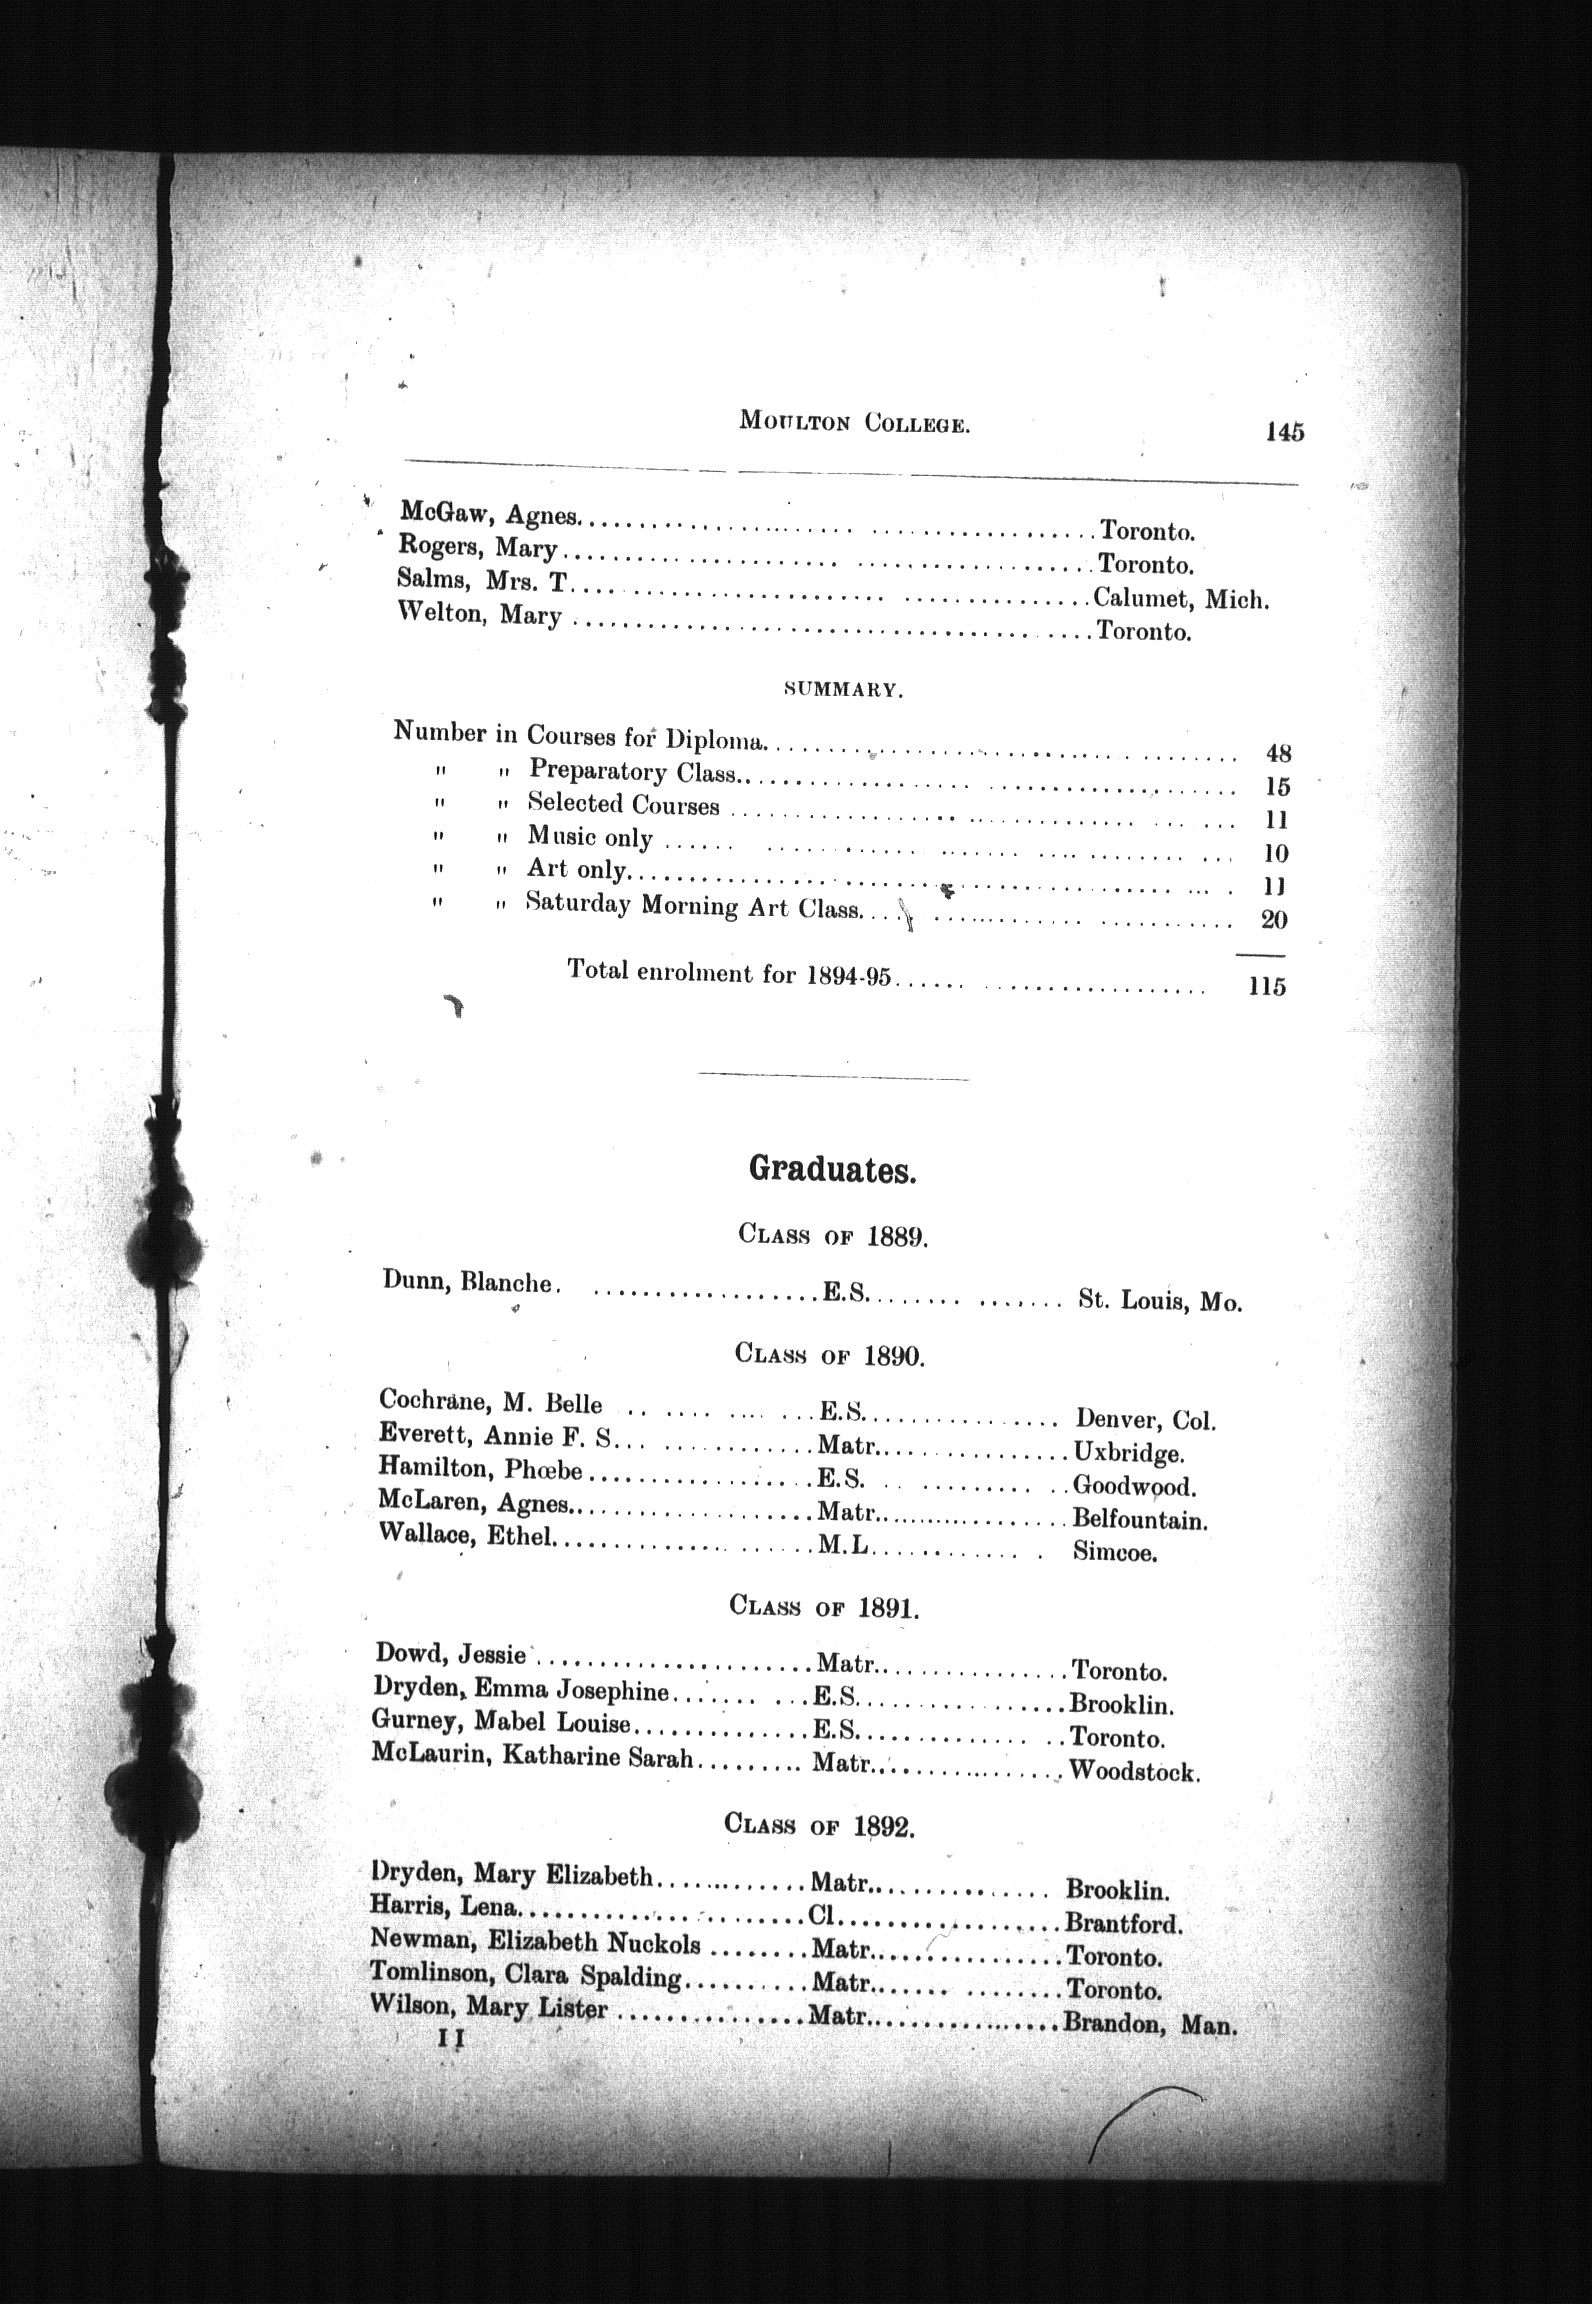 MOULTON COLLEGE. 145
McGaw, Agnes.......................................Toronto.
Rogers, Mary.......................................Toronto.
Salms, Mrs. T.......................................Calumet, Mich.
Welton, Mary.......................................Toronto.
SUMMARY.
Number in Courses for Diploma....................................... 48
" " Preparatory Class....................................... 15
" " Selected Courses....................................... 11
" " Music only....................................... 10
" " Art only....................................... 11
" " Saturday Morning Art Class............................. 20
Total enrolment for 1894-95......................... 115
Graduates.
CLASS OF 1889.
Dunn, Blanche.....................E.S................ St. Louis, Mo.
CLASS OF 1890.
Cochrane, M. Belle ...............E.S................ Denver, Col.
Everett, Annie F. S...............Matr................Uxbridge.
Hamilton, Phœbe...................E.S.................Goodwood.
McLaren, Agnes....................Matr................Belfountain.
Wallace, Ethel....................M.L................ Simcoe.
CLASS OF 1891.
Dowd, Jessie......................Matr................Toronto.
Dryden, Emma Josephine............E.S.................Brooklin.
Gurney, Mabel Louise..............E.S.................Toronto.
McLaurin, Katharine Sarah......... Matr................Woodstock.
CLASS OF 1892.
Dryden, Mary Elizabeth............Matr............... Brooklin.
Harris, Lena......................Cl..................Brantford.
Newman, Elizabeth Nuckols ........Matr................Toronto.
Tomlinson, Clara Spalding..........Matr................Toronto.
Wilson, Mary Lister ...............Matr................Brandon, Man.
II